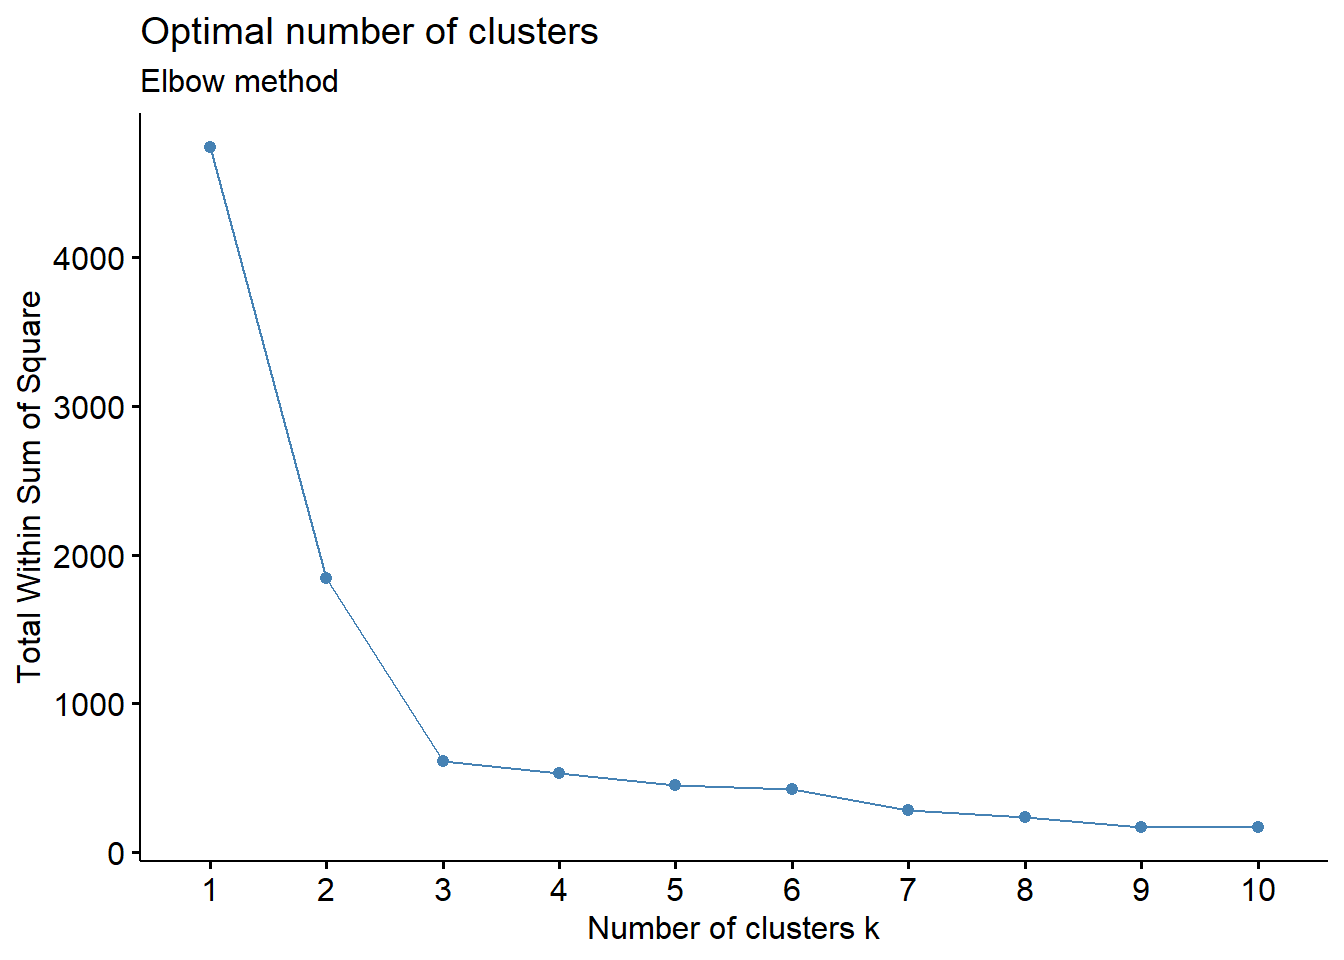 Optimal number of clusters
Elbow method
Total Within Sum of Square
4000
3000
2000
1000
0
1 2 3 4 5 6 7 8 9 10
Number of clusters k